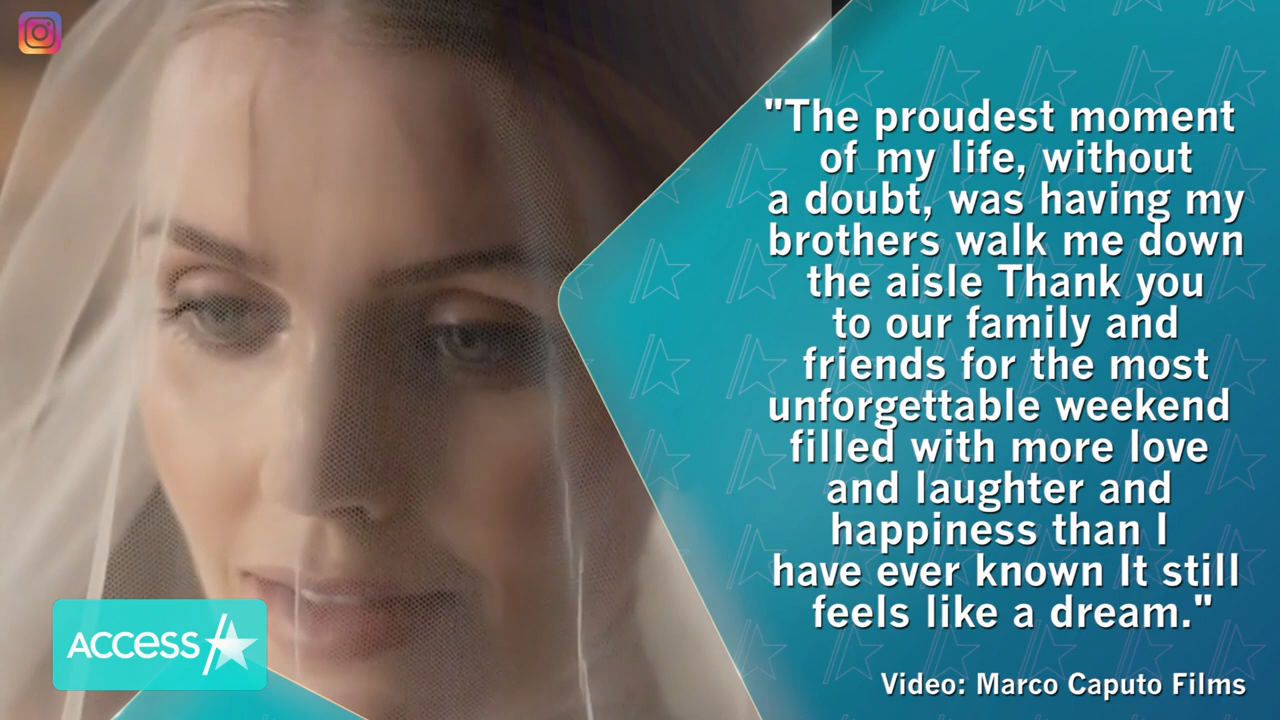 "The proudest moment
of my life, without
a doubt, was having my
brothers walk me down
the aisle Thank you
to our family and
friends for the most
unforgettable weekend
filled with more love
and laughter and
happiness than I
have ever known It still
feels like a dream."
ACCESS
Video: Marco Caputo Films